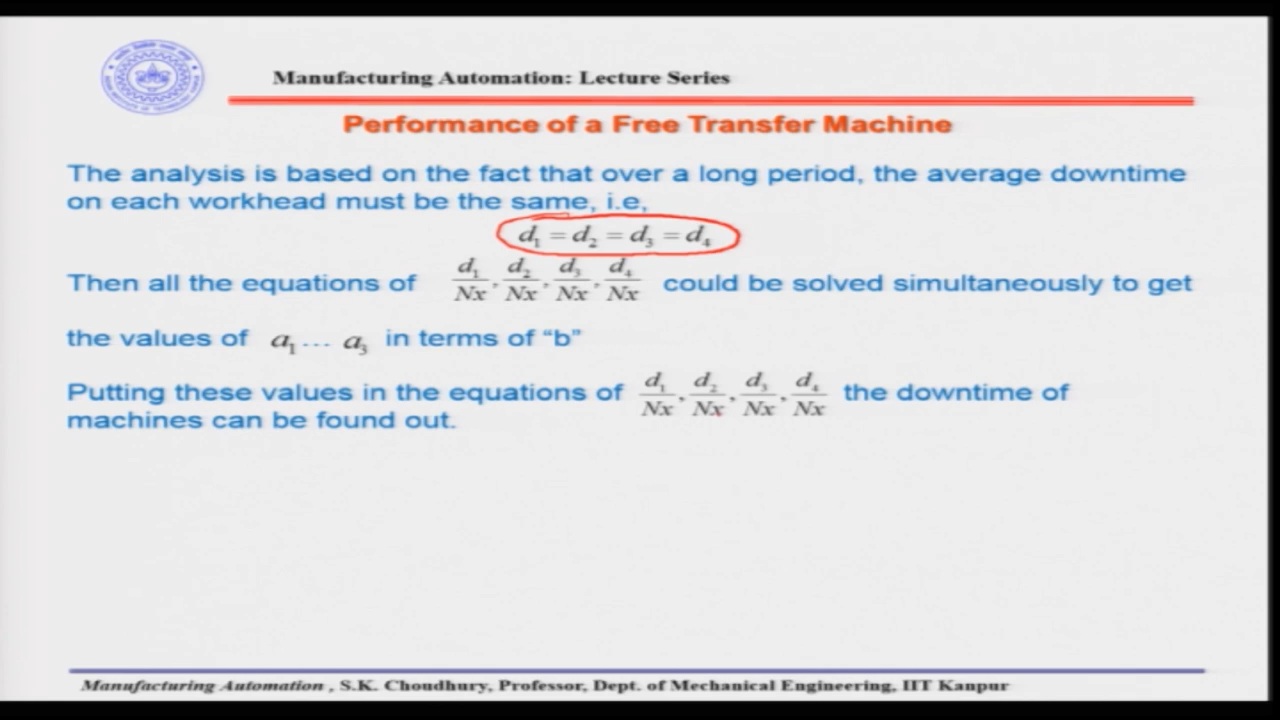 Manufacturing Automation: Lecture Series
Performance of a Free Transfer Machine
The analysis is based on the fact that over a long period, the average downtime
on each workhead must be the same, i.e,
d₁ = d₂ = d₃ = d₄
Then all the equations of d₁/Nx, d₂/Nx, d₃/Nx, d₄/Nx could be solved simultaneously to get
the values of a₁ ... a₃ in terms of “b”
Putting these values in the equations of d₁/Nx, d₂/Nx, d₃/Nx, d₄/Nx the downtime of
machines can be found out.
Manufacturing Automation , S.K. Choudhury, Professor, Dept. of Mechanical Engineering, IIT Kanpur